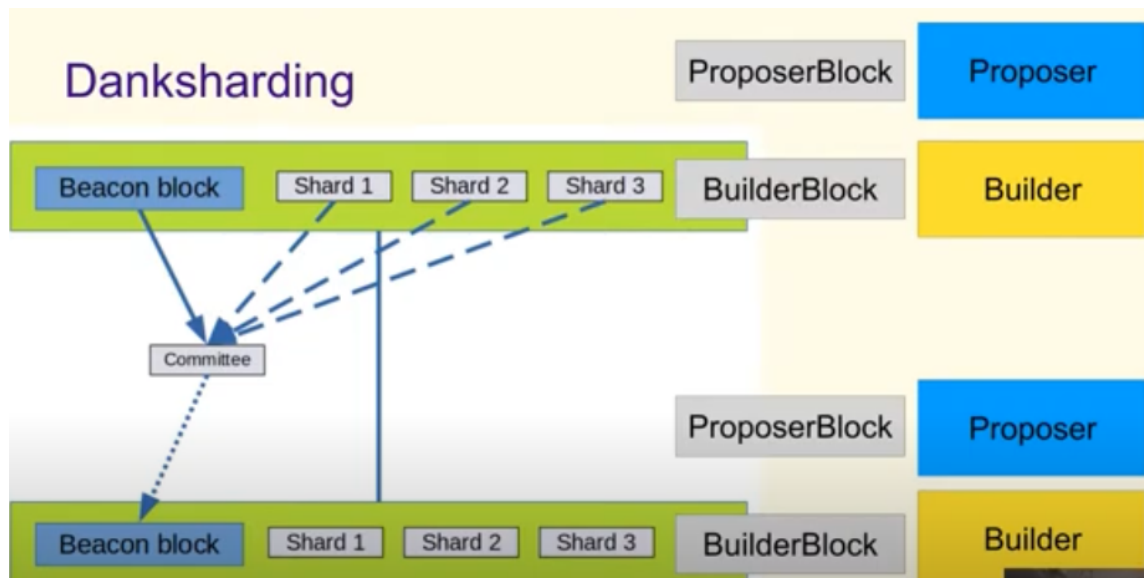 Danksharding
ProposerBlock
Proposer
Beacon block
Shard 1
Shard 2
Shard 3
BuilderBlock
Builder
Committee
ProposerBlock
Proposer
Beacon block
Shard 1
Shard 2
Shard 3
BuilderBlock
Builder